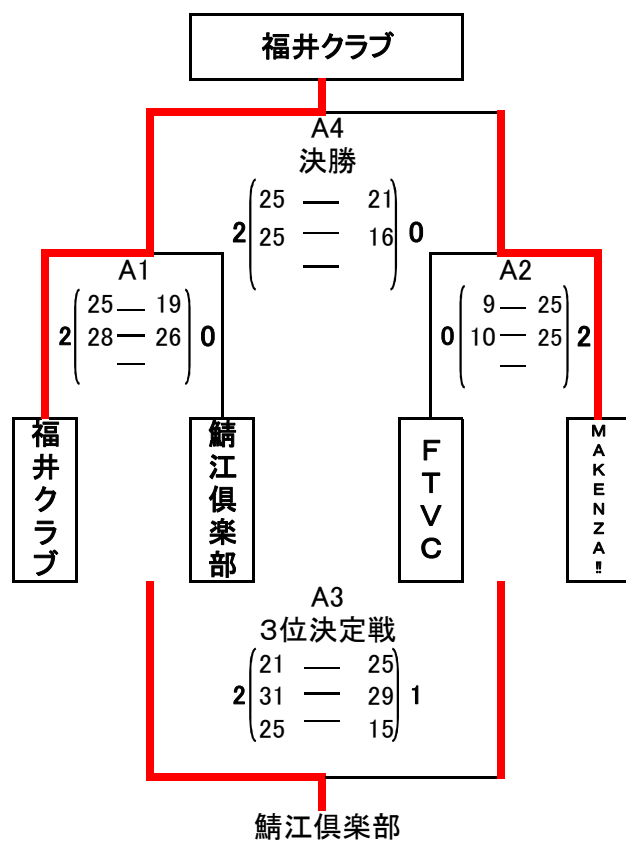 福井クラブ
A4
決勝
2 25 — 21 0
25 — 16
—
A1
2 25 — 19 0
28 — 26
—
A2
0 9 — 25 2
10 — 25
—
福井クラブ
鯖江倶楽部
FTVC
MAKENZA!!
A3
3位決定戦
2 21 — 25 1
31 — 29
25 — 15
鯖江倶楽部